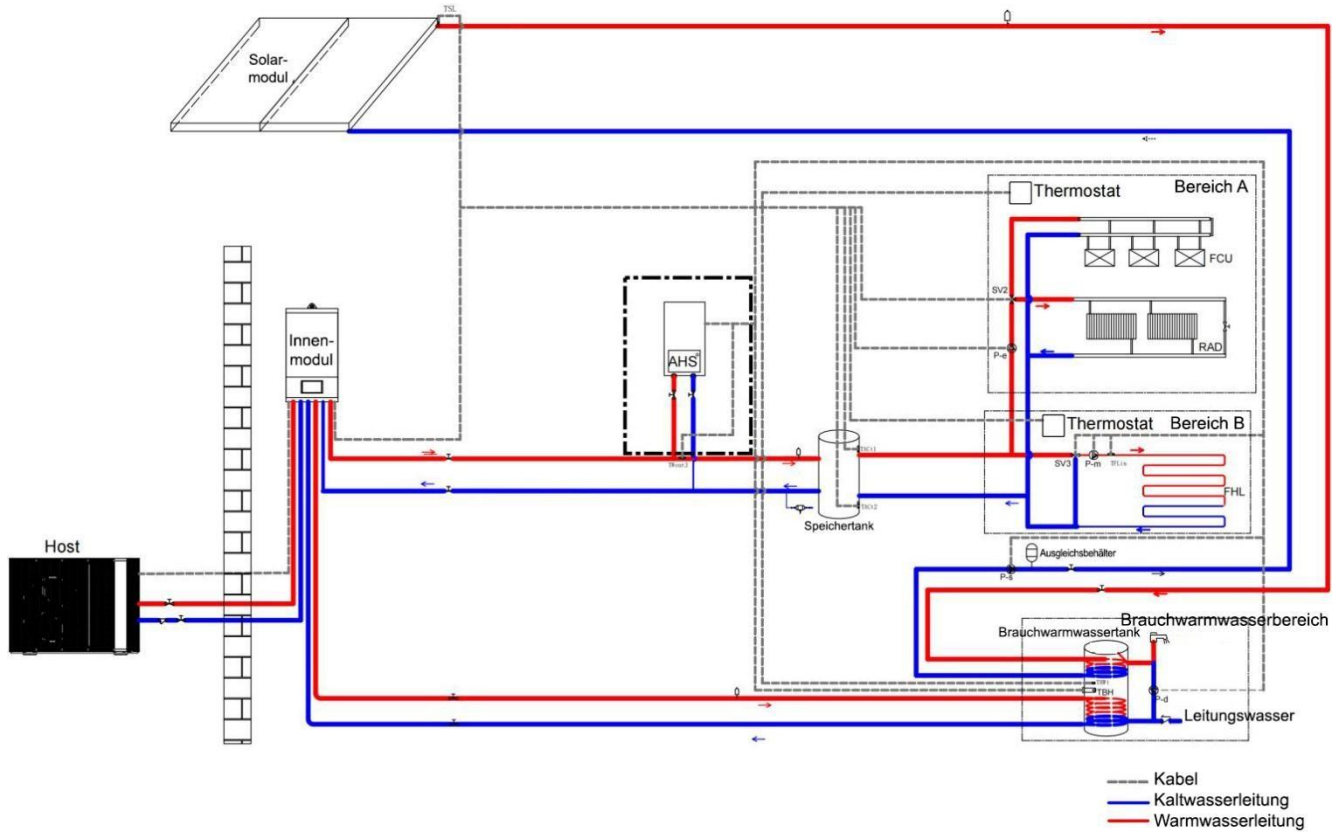 TSL
Solar-
modul
Thermostat
Bereich A
FCU
SV2
RAD
P-e
Innen-
modul
AHS
Thermostat
Bereich B
SV3
P-m
TFLin
FHL
Speichertank
Host
Ausgleichsbehälter
P-s
Brauchwarmwasserbereich
Brauchwarmwassertank
TBH
P-d
Leitungswasser
Kabel
Kaltwasserleitung
Warmwasserleitung